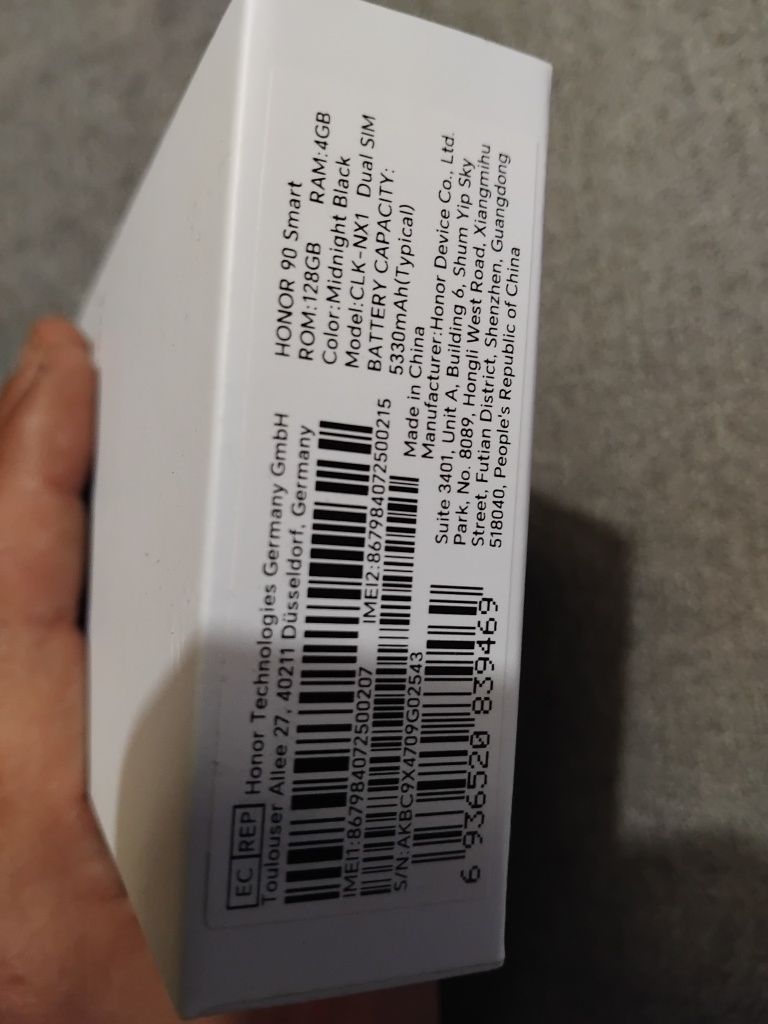 HONOR 90 Smart
ROM:128GB RAM:4GB
Color:Midnight Black
Model:CLK-NX1 Dual SIM
BATTERY CAPACITY:
5330mAh(Typical)
Made in China
Manufacturer:Honor Device Co., Ltd.
Suite 3401, Unit A, Building 6, Shum Yip Sky
Park, No. 8089, Hongli West Road, Xiangmihu
Street, Futian District, Shenzhen, Guangdong
518040, People's Republic of China
EC REP Honor Technologies Germany GmbH
Toulouser Allee 27, 40211 Düsseldorf, Germany
IMEI1:867984072500207
IMEI2:867984072500215
S/N:AKBC9X4709G02543
6 936520 839469